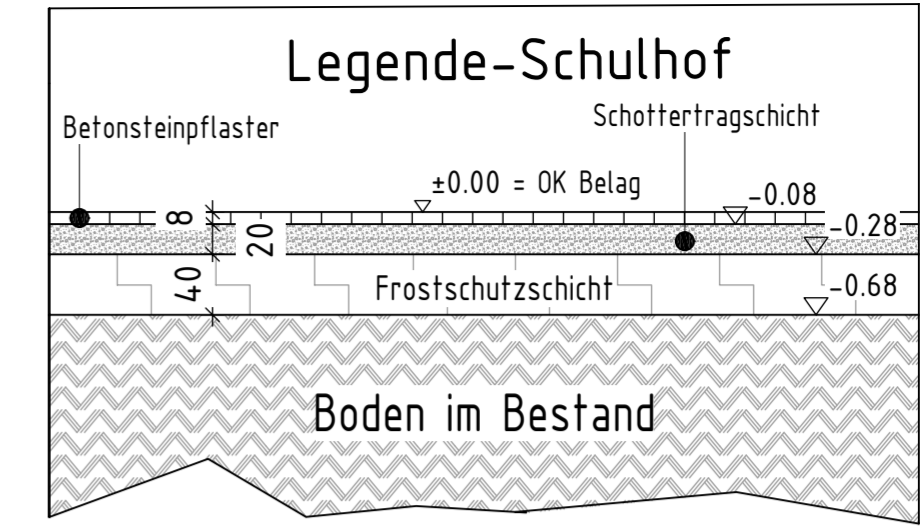 Legende-Schulhof
Betonsteinpflaster
Schottertragschicht
±0.00 = OK Belag
-0.08
8
20
-0.28
40
Frostschutzschicht
-0.68
Boden im Bestand